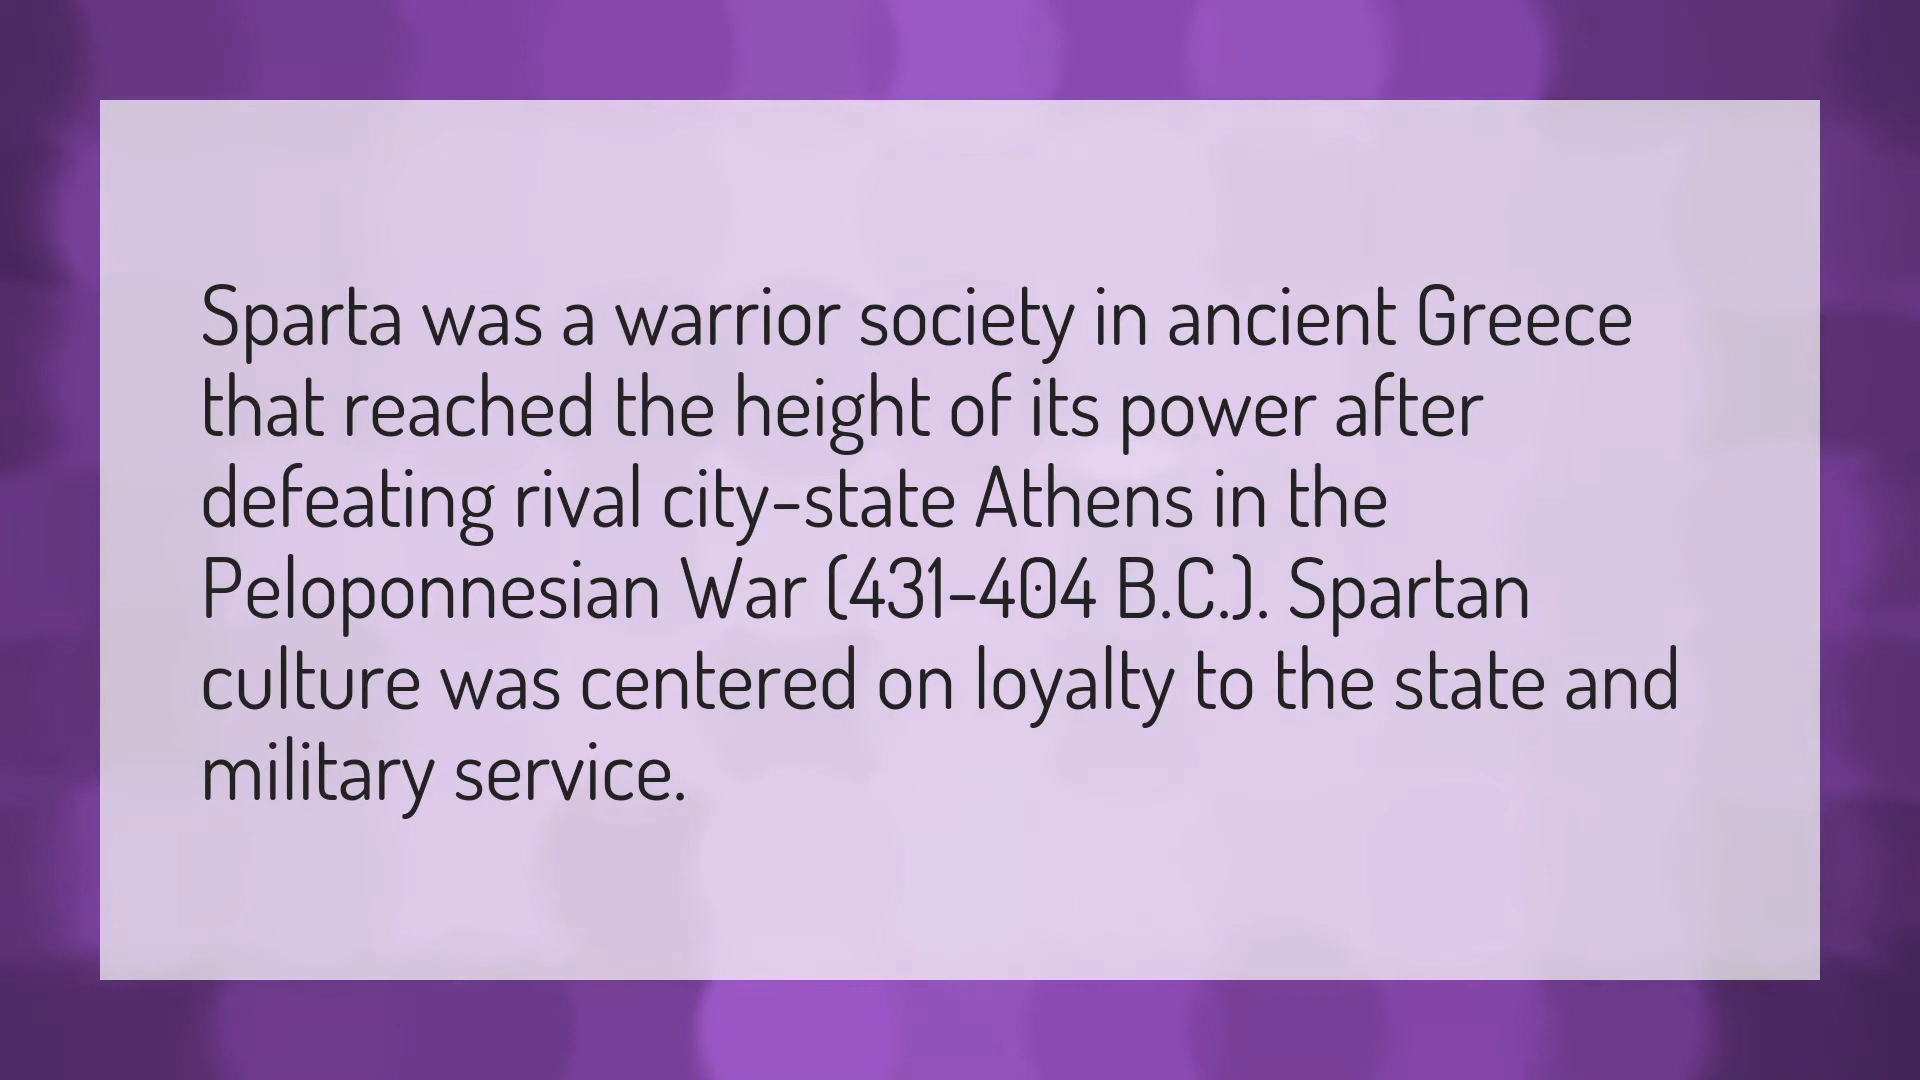 Sparta was a warrior society in ancient Greece
that reached the height of its power after
defeating rival city-state Athens in the
Peloponnesian War (431-404 B.C.). Spartan
culture was centered on loyalty to the state and
military service.